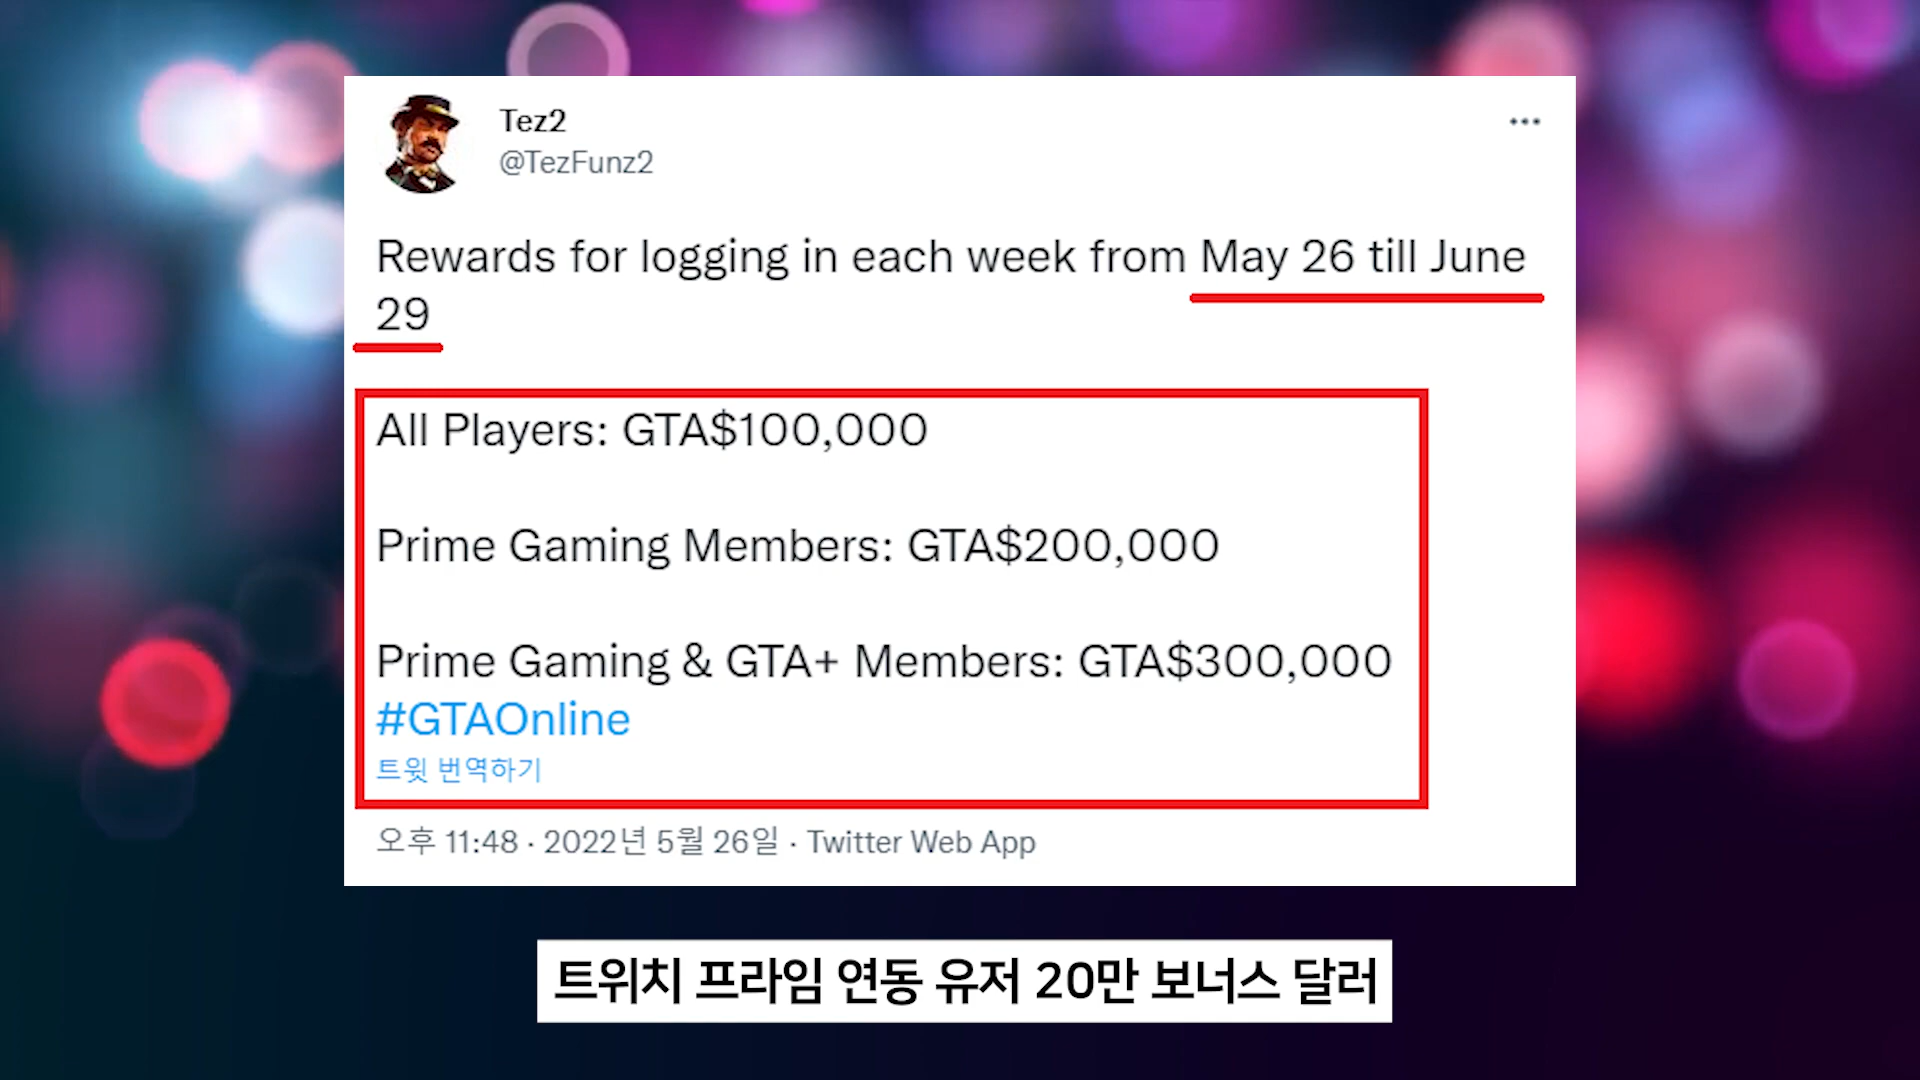 Tez2
@TezFunz2
Rewards for logging in each week from May 26 till June
29
All Players: GTA$100,000
Prime Gaming Members: GTA$200,000
Prime Gaming & GTA+ Members: GTA$300,000
#GTAOnline
트윗 번역하기
오후 11:48 · 2022년 5월 26일 · Twitter Web App
트위치 프라임 연동 유저 20만 보너스 달러